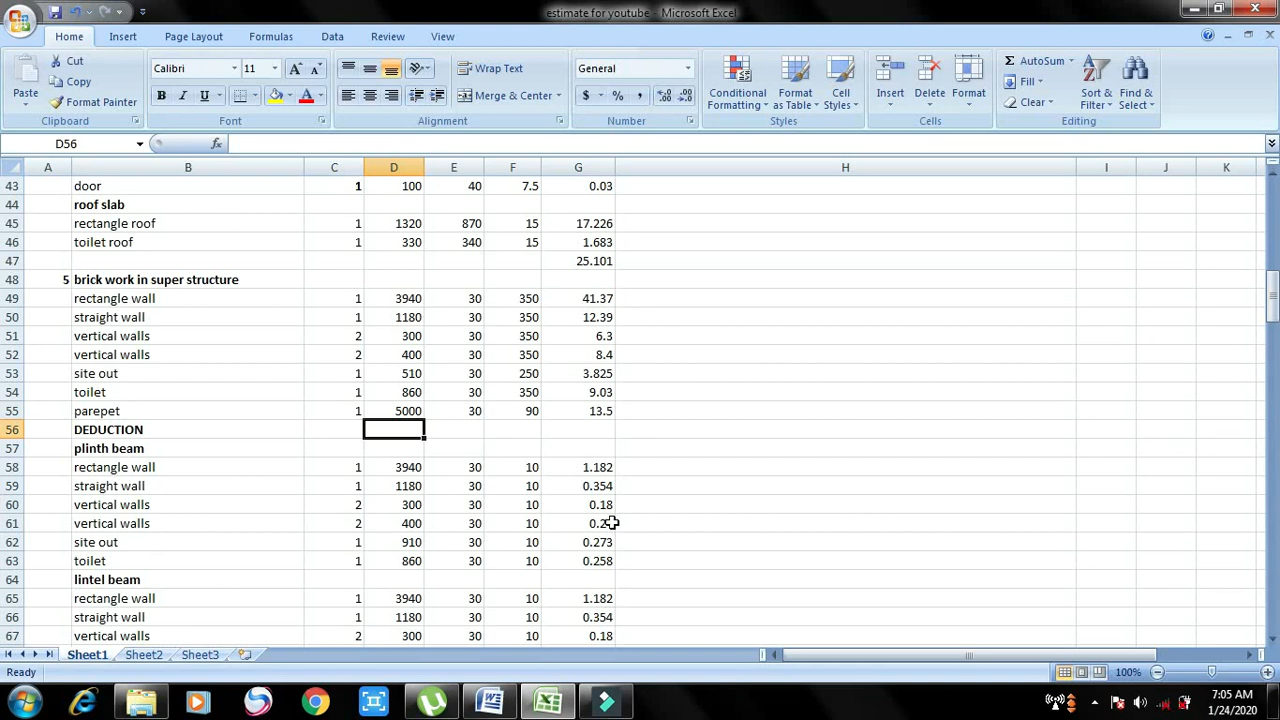 estimate for youtube - Microsoft Excel
Home Insert Page Layout Formulas Data Review View
Cut Calibri 11 Wrap Text General AutoSum
Paste Copy Conditional Formatting Format as Table Cell Styles Insert Delete Format Fill Sort & Filter Find & Select
Format Painter B I U A Merge & Center $ % , Clear
Clipboard Font Alignment Number Styles Cells Editing
D56 fx
A B C D E F G H I J K
43 door 1 100 40 7.5 0.03
44 roof slab
45 rectangle roof 1 1320 870 15 17.226
46 toilet roof 1 330 340 15 1.683
47 25.101
48 5 brick work in super structure
49 rectangle wall 1 3940 30 350 41.37
50 straight wall 1 1180 30 350 12.39
51 vertical walls 2 300 30 350 6.3
52 vertical walls 2 400 30 350 8.4
53 site out 1 510 30 250 3.825
54 toilet 1 860 30 350 9.03
55 parepet 1 5000 30 90 13.5
56 DEDUCTION
57 plinth beam
58 rectangle wall 1 3940 30 10 1.182
59 straight wall 1 1180 30 10 0.354
60 vertical walls 2 300 30 10 0.18
61 vertical walls 2 400 30 10
62 site out 1 910 30 10 0.273
63 toilet 1 860 30 10 0.258
64 lintel beam
65 rectangle wall 1 3940 30 10 1.182
66 straight wall 1 1180 30 10 0.354
67 vertical walls 2 300 30 10 0.18
Sheet1 Sheet2 Sheet3
Ready 100%
7:05 AM
1/24/2020